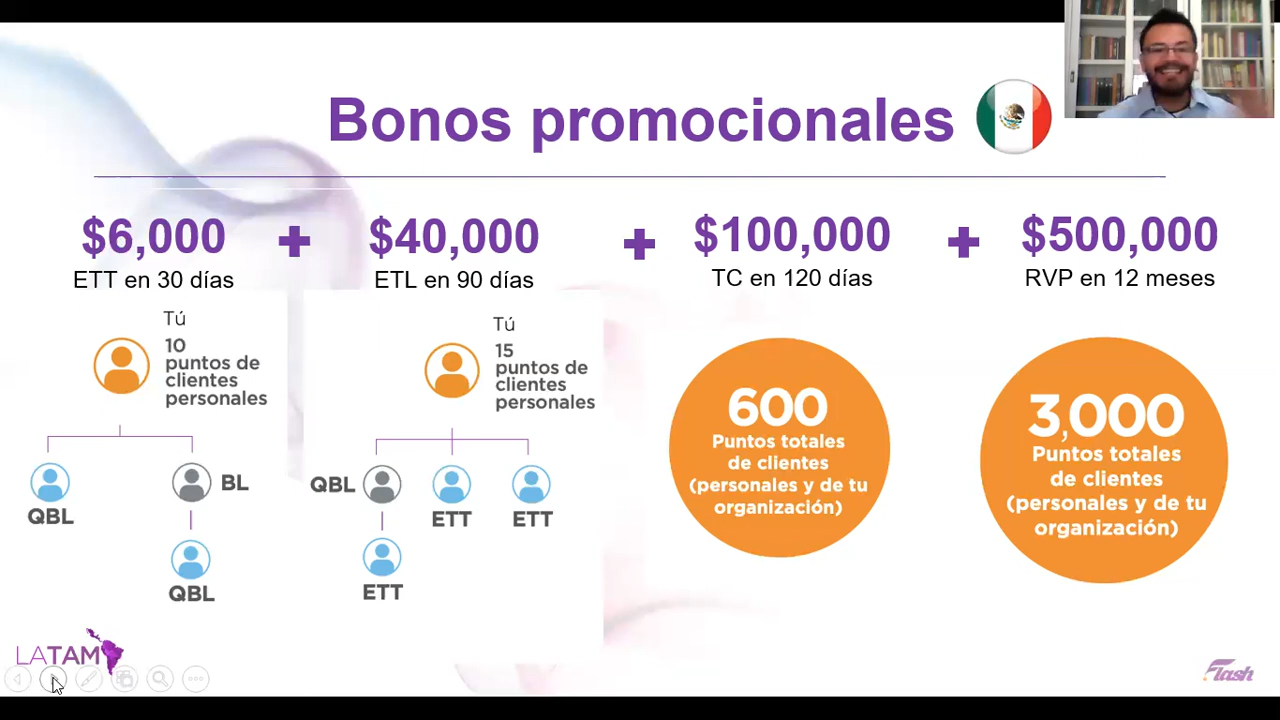 Bonos promocionales
$6,000 + $40,000 + $100,000 + $500,000
ETT en 30 días
ETL en 90 días
TC en 120 días
RVP en 12 meses
Tú
10
puntos de
clientes
personales
QBL
BL
QBL
Tú
15
puntos de
clientes
personales
QBL
ETT
ETT
ETT
600
Puntos totales
de clientes
(personales y de tu
organización)
3,000
Puntos totales
de clientes
(personales y de tu
organización)
LATAM
Flash